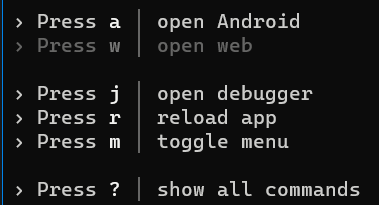 › Press a │ open Android
› Press w │ open web
› Press j │ open debugger
› Press r │ reload app
› Press m │ toggle menu
› Press ? │ show all commands